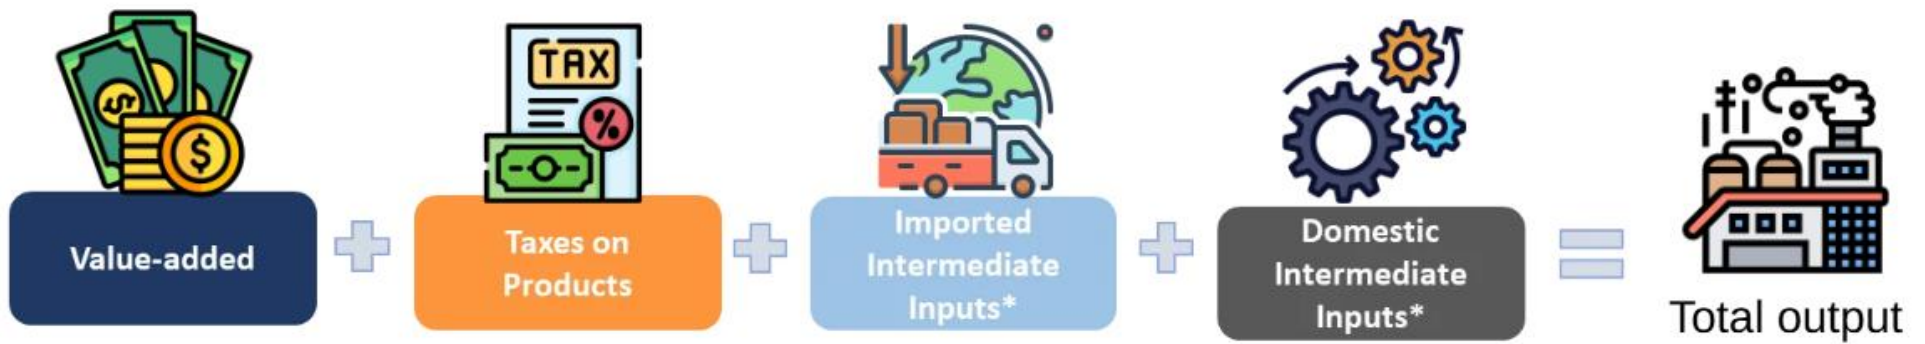 TAX
%
$
$
Value-added
Taxes on
Products
Imported
Intermediate
Inputs*
Domestic
Intermediate
Inputs*
Total output